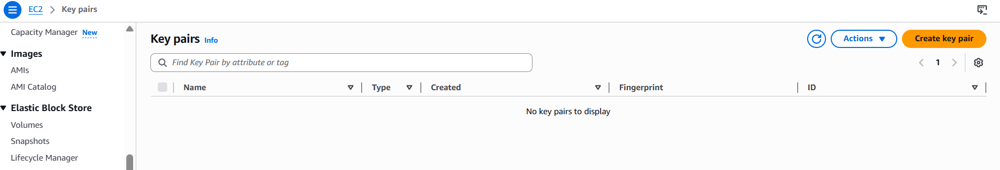 EC2 > Key pairs
Capacity Manager New
Images
AMIs
AMI Catalog
Elastic Block Store
Volumes
Snapshots
Lifecycle Manager
Key pairs Info
Actions
Create key pair
Find Key Pair by attribute or tag
1
Name Type Created Fingerprint ID
No key pairs to display